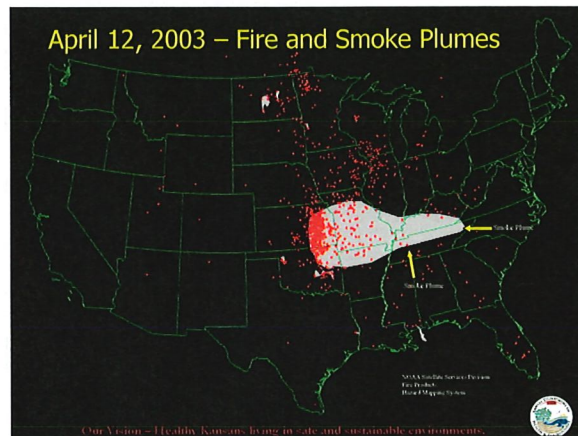 April 12, 2003 – Fire and Smoke Plumes
Smoke Plume
Smoke Plume
NOAA Satellite Services Division
Fire Products
Hazard Mapping System
Our Vision – Healthy Kansans living in safe and sustainable environments.